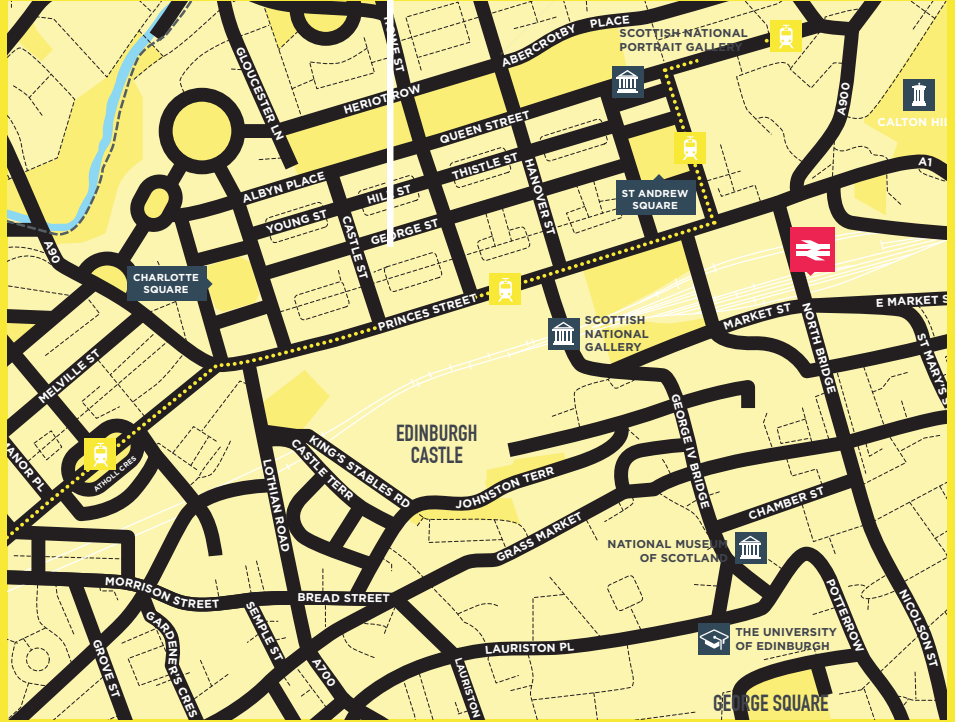 SCOTTISH NATIONAL
PORTRAIT GALLERY
ABERCROtBY PLACE
GLOUCESTER LN
HERIOT ROW
A900
CALTON HI
QUEEN STREET
ALBYN PLACE
HILL ST
THISTLE ST
HANOVER ST
A1
YOUNG ST
CASTLE ST
GEORGE ST
ST ANDREW
SQUARE
A90
CHARLOTTE
SQUARE
PRINCES STREET
SCOTTISH
NATIONAL
GALLERY
MARKET ST
NORTH BRIDGE
E MARKET S
ST MARY'S S
MELVILLE ST
ANOR PL
ATHOLL CRES
EDINBURGH
CASTLE
KING'S STABLES RD
CASTLE TERR
LOTHIAN ROAD
JOHNSTON TERR
GEORGE IV BRIDGE
GRASS MARKET
CHAMBER ST
NATIONAL MUSEUM
OF SCOTLAND
MORRISON STREET
BREAD STREET
GARDENER'S CRES
GROVE ST
SEMPLE ST
A700
LAURISTON
LAURISTON PL
THE UNIVERSITY
OF EDINBURGH
POTTERROW
NICOLSON ST
GEORGE SQUARE